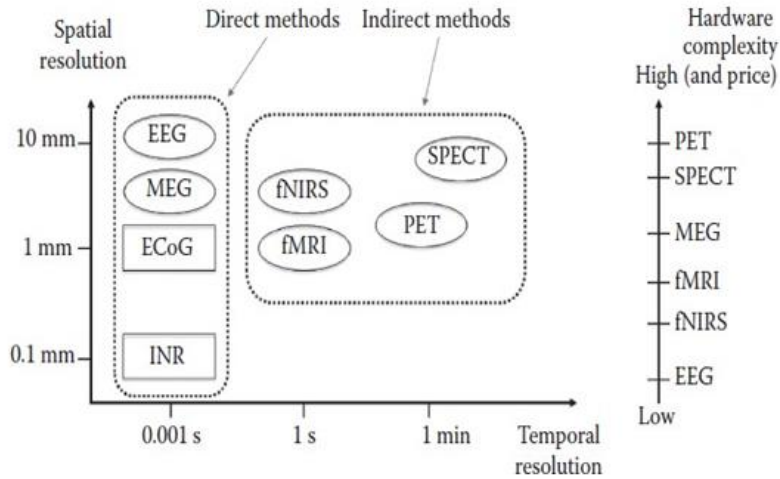 Spatial
resolution
Direct methods
Indirect methods
Hardware
complexity
High (and price)
10 mm
1 mm
0.1 mm
EEG
MEG
ECoG
INR
fNIRS
fMRI
SPECT
PET
0.001 s
1 s
1 min
Temporal
resolution
PET
SPECT
MEG
fMRI
fNIRS
EEG
Low